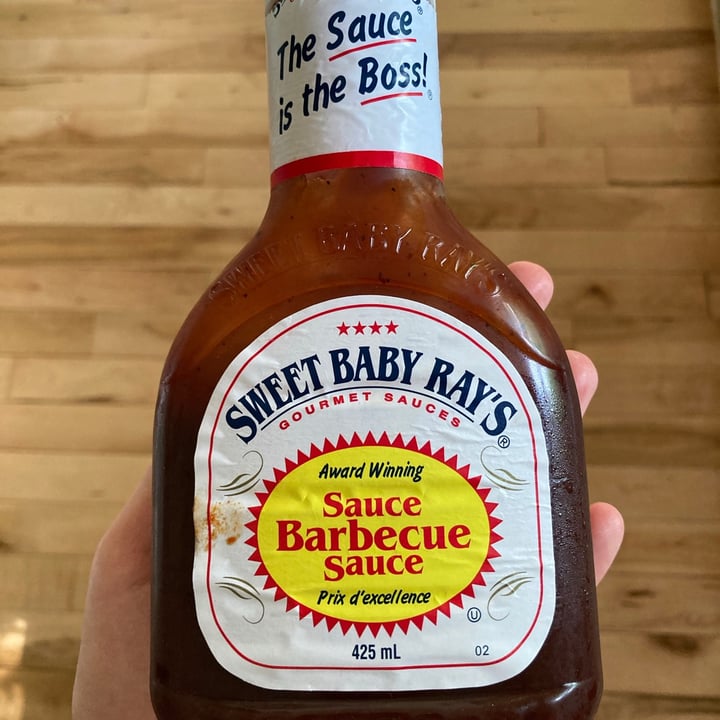 The Sauce
is the Boss!®
SWEET BABY RAY'S
SWEET BABY RAY'S®
GOURMET SAUCES
Award Winning
Sauce
Barbecue
Sauce
Prix d'excellence
U
425 mL 02